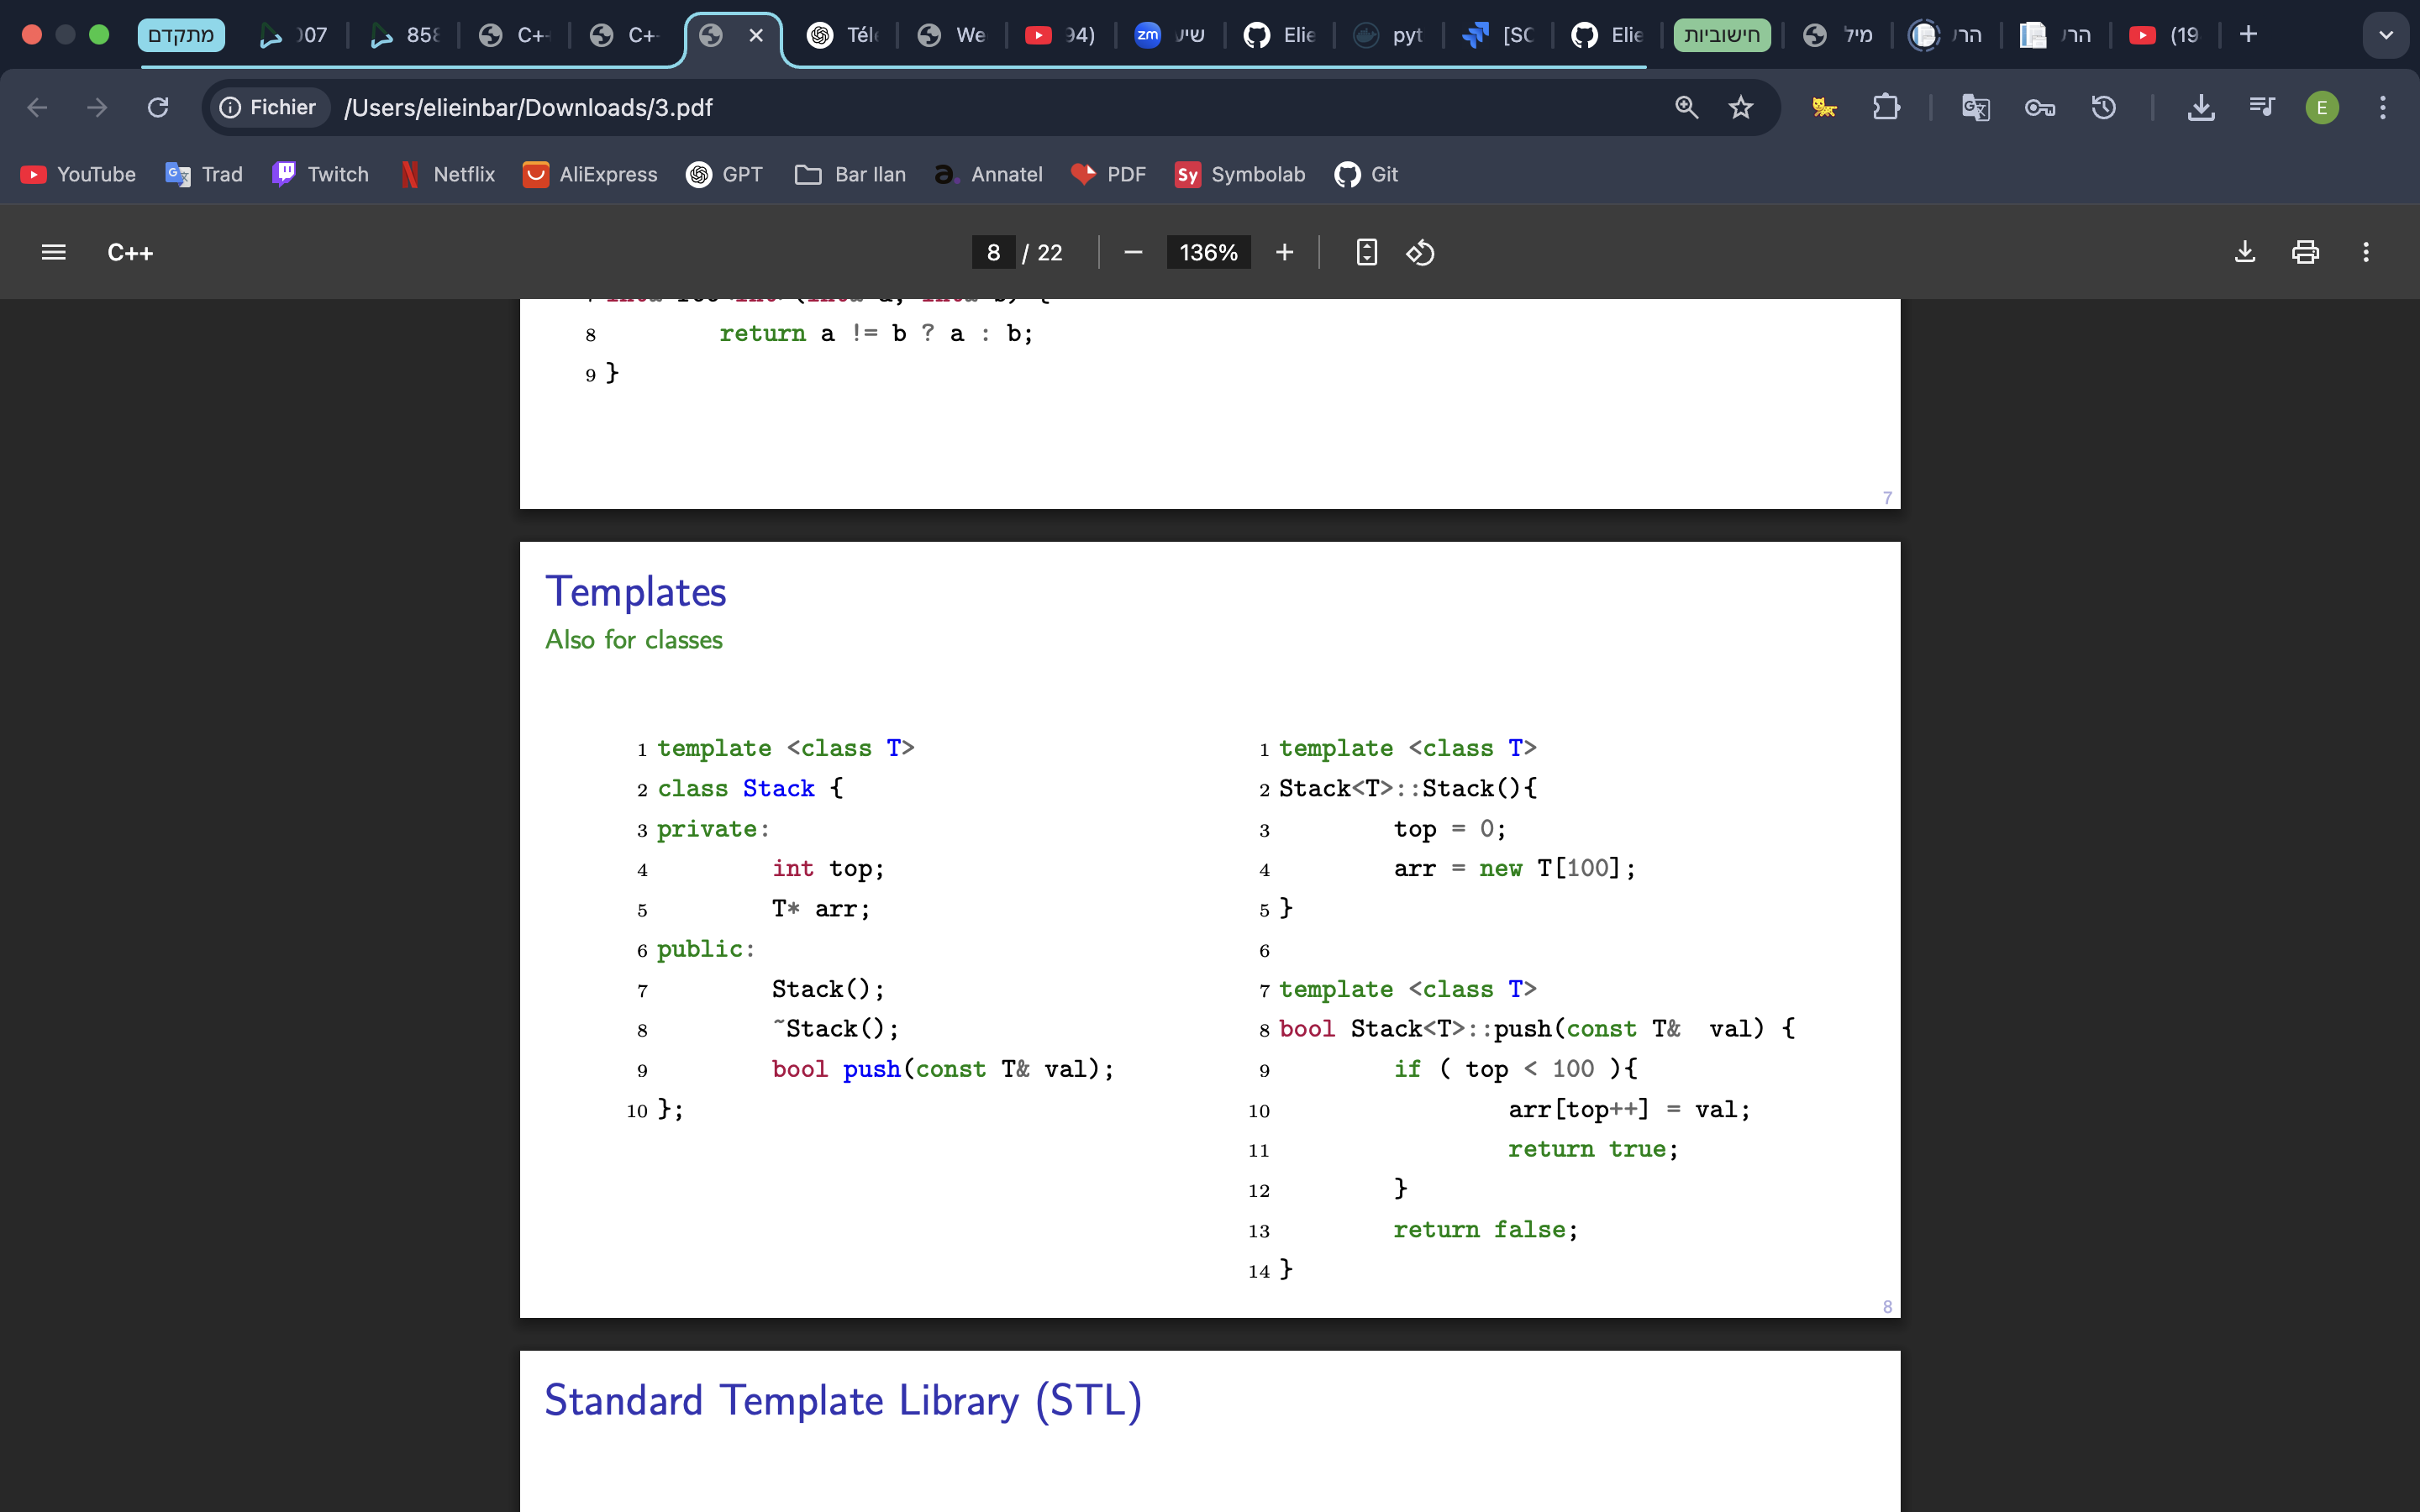 מתקדם
007
858
C+
C+
Télé
We
94)
zm
שיע
Elie
pyt
[SC
Elie
חישוביות
מיל
הרצ
הרצ
(19
Fichier
/Users/elieinbar/Downloads/3.pdf
E
YouTube
Trad
Twitch
Netflix
AliExpress
GPT
Bar Ilan
Annatel
PDF
Symbolab
Git
C++
8 / 22
136%
8 return a != b ? a : b;
9 }
7
Templates
Also for classes
1 template <class T>
2 class Stack {
3 private:
4 int top;
5 T* arr;
6 public:
7 Stack();
8 ~Stack();
9 bool push(const T& val);
10 };
1 template <class T>
2 Stack<T>::Stack(){
3 top = 0;
4 arr = new T[100];
5 }
6
7 template <class T>
8 bool Stack<T>::push(const T& val) {
9 if ( top < 100 ){
10 arr[top++] = val;
11 return true;
12 }
13 return false;
14 }
8
Standard Template Library (STL)